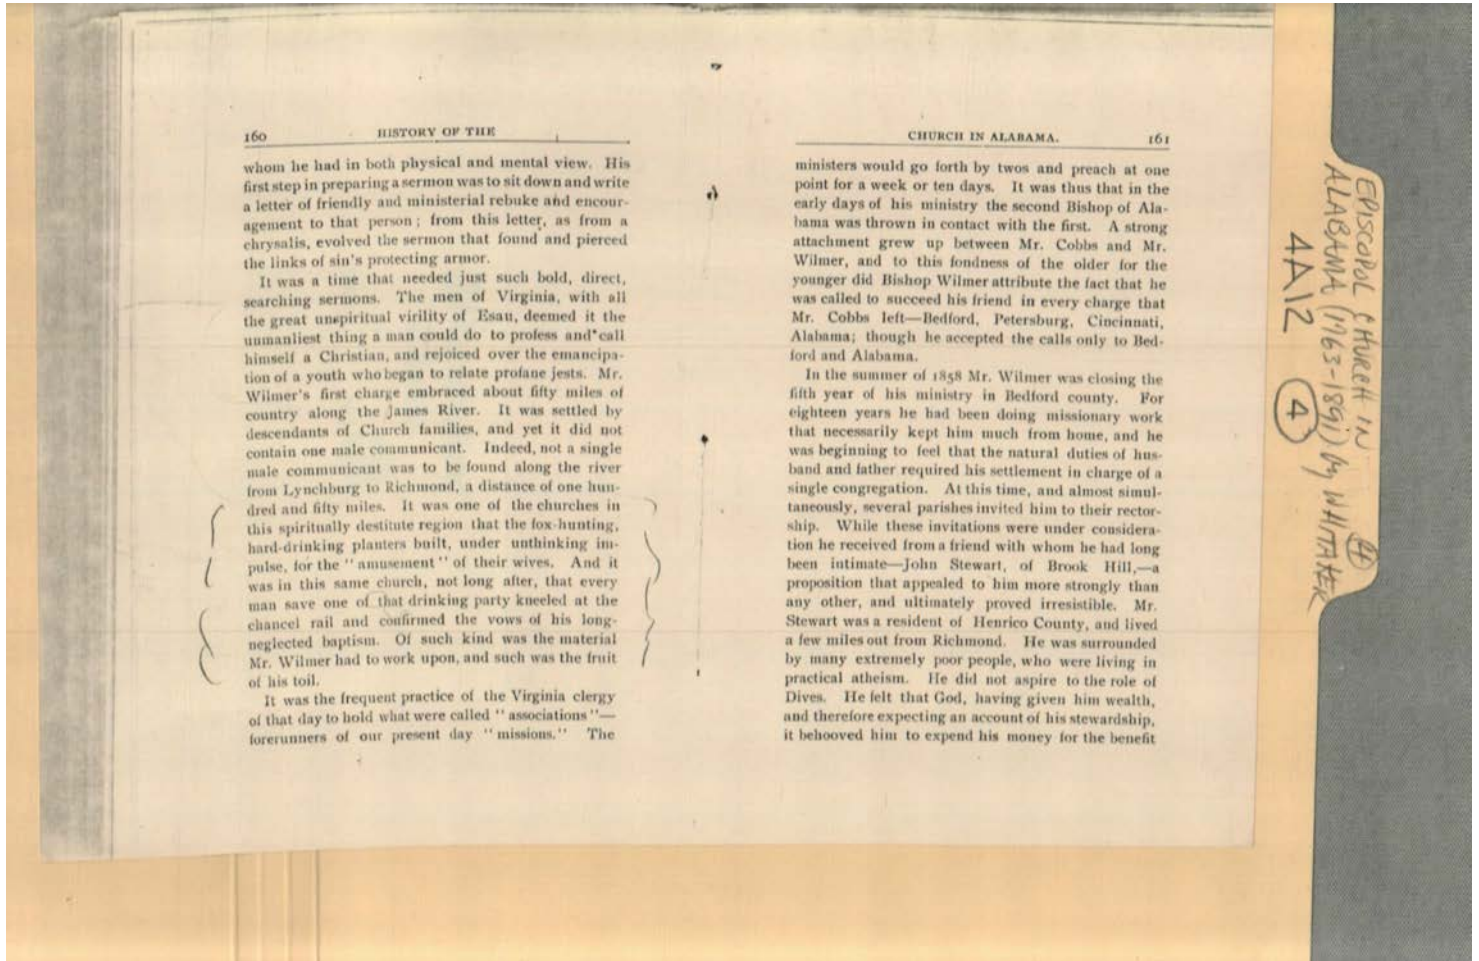 160 HISTORY OF THE
whom he had in both physical and mental view. His
first step in preparing a sermon was to sit down and write
a letter of friendly and ministerial rebuke and encour-
agement to that person; from this letter, as from a
chrysalis, evolved the sermon that found and pierced
the links of sin's protecting armor.
It was a time that needed just such bold, direct,
searching sermons. The men of Virginia, with all
the great unspiritual virility of Esau, deemed it the
unmanliest thing a man could do to profess and call
himself a Christian, and rejoiced over the emancipa-
tion of a youth who began to relate profane jests. Mr.
Wilmer's first charge embraced about fifty miles of
country along the James River. It was settled by
descendants of Church families, and yet it did not
contain one male communicant. Indeed, not a single
male communicant was to be found along the river
from Lynchburg to Richmond, a distance of one hun-
dred and fifty miles. It was one of the churches in
this spiritually destitute region that the fox-hunting,
hard-drinking planters built, under unthinking im-
pulse, for the "amusement" of their wives. And it
was in this same church, not long after, that every
man save one of that drinking party kneeled at the
chancel rail and confirmed the vows of his long-
neglected baptism. Of such kind was the material
Mr. Wilmer had to work upon, and such was the fruit
of his toil.
It was the frequent practice of the Virginia clergy
of that day to hold what were called "associations"—
forerunners of our present day "missions." The
CHURCH IN ALABAMA. 161
ministers would go forth by twos and preach at one
point for a week or ten days. It was thus that in the
early days of his ministry the second Bishop of Ala-
bama was thrown in contact with the first. A strong
attachment grew up between Mr. Cobbs and Mr.
Wilmer, and to this fondness of the older for the
younger did Bishop Wilmer attribute the fact that he
was called to succeed his friend in every charge that
Mr. Cobbs left—Bedford, Petersburg, Cincinnati,
Alabama; though he accepted the calls only to Bed-
ford and Alabama.
In the summer of 1858 Mr. Wilmer was closing the
fifth year of his ministry in Bedford county. For
eighteen years he had been doing missionary work
that necessarily kept him much from home, and he
was beginning to feel that the natural duties of hus-
band and father required his settlement in charge of a
single congregation. At this time, and almost simul-
taneously, several parishes invited him to their rector-
ship. While these invitations were under considera-
tion he received from a friend with whom he had long
been intimate—John Stewart, of Brook Hill,—a
proposition that appealed to him more strongly than
any other, and ultimately proved irresistible. Mr.
Stewart was a resident of Henrico County, and lived
a few miles out from Richmond. He was surrounded
by many extremely poor people, who were living in
practical atheism. He did not aspire to the role of
Dives. He felt that God, having given him wealth,
and therefore expecting an account of his stewardship,
it behooved him to expend his money for the benefit
EPISCOPOL CHURCH IN
ALABAMA (1763-1891) by WHITAKER
4A12 4